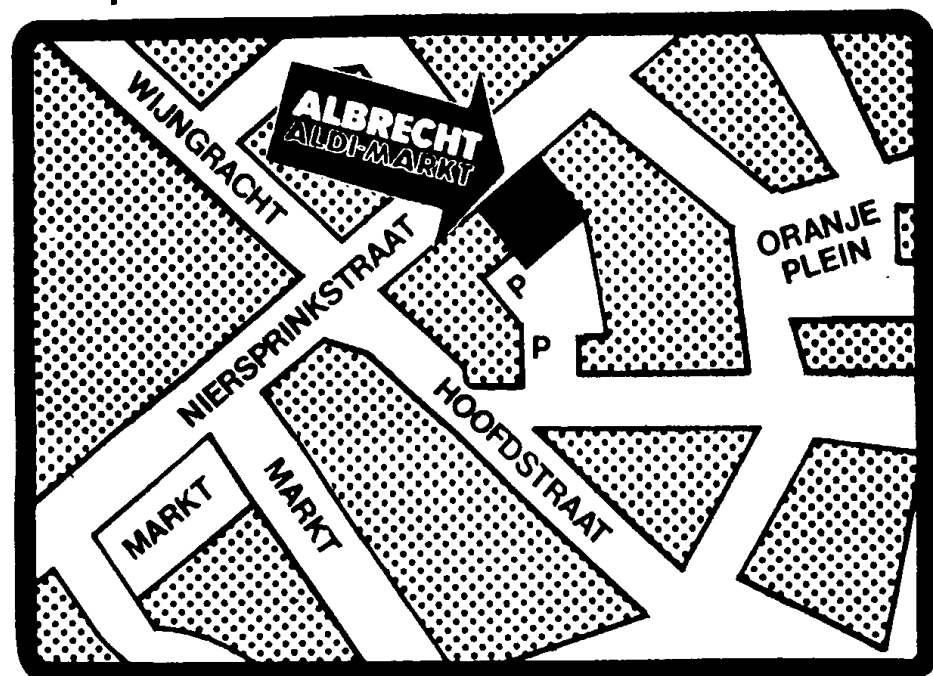 WIJNGRACHT
ALBRECHT
ALDI-MARKT
NIERSPRINKSTRAAT
ORANJE
PLEIN
P
P
HOOFDSTRAAT
MARKT
MARKT